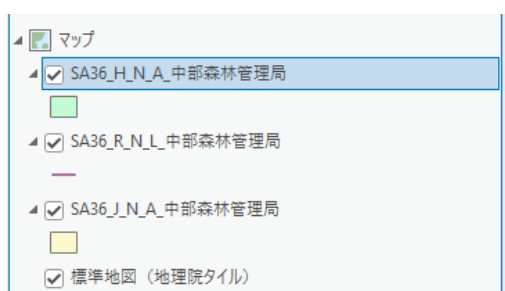 マップ
SA36_H_N_A_中部森林管理局
SA36_R_N_L_中部森林管理局
SA36_J_N_A_中部森林管理局
標準地図（地理院タイル）